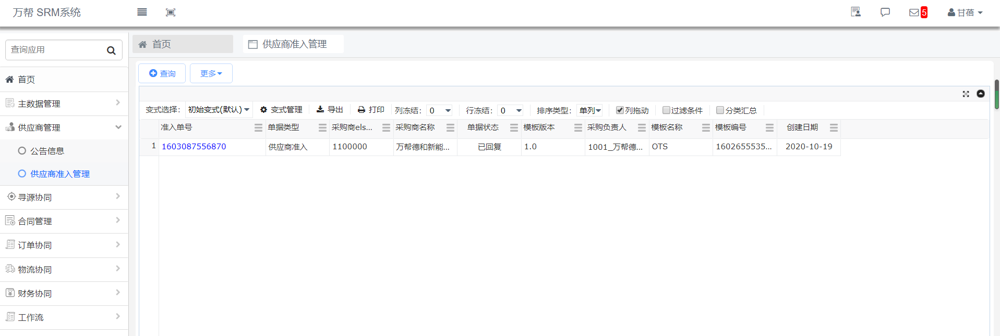 万帮 SRM系统
5
甘蓓
查询应用
首页
供应商准入管理
查询
更多
首页
主数据管理
供应商管理
公告信息
供应商准入管理
寻源协同
合同管理
订单协同
物流协同
财务协同
工作流
变式选择: 初始变式(默认) 变式管理 导出 打印 列冻结: 0 行冻结: 0 排序类型: 单列 列拖动 过滤条件 分类汇总
准入单号 单据类型 采购商els... 采购商名称 单据状态 模板版本 采购负责人 模板名称 模板编号 创建日期
1 1603087556870 供应商准入 1100000 万帮德和新能... 已回复 1.0 1001_万帮德... OTS 1602655535... 2020-10-19